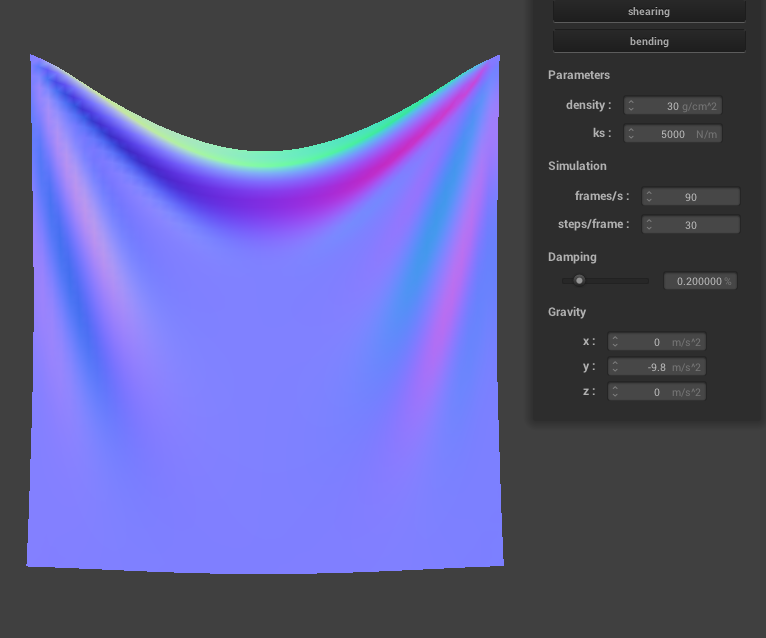 shearing
bending
Parameters
density : 30 g/cm^2
ks : 5000 N/m
Simulation
frames/s : 90
steps/frame : 30
Damping
0.200000 %
Gravity
x : 0 m/s^2
y : -9.8 m/s^2
z : 0 m/s^2